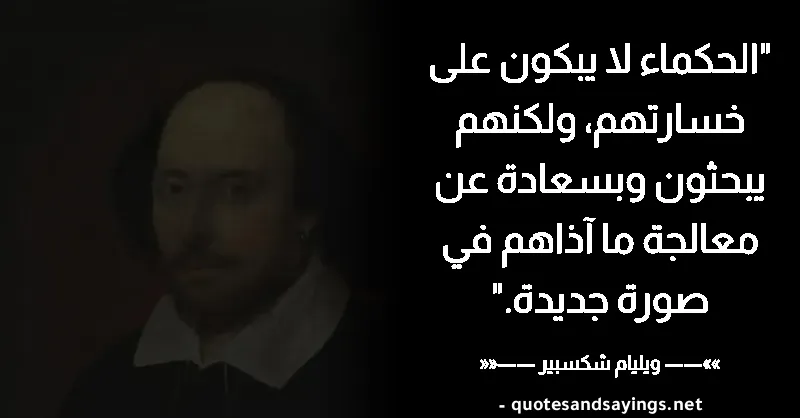 "الحكماء لا يبكون على
خسارتهم، ولكنهم
يبحثون وبسعادة عن
معالجة ما آذاهم في
صورة جديدة."
»»—— ويليام شكسبير ——««
- quotesandsayings.net